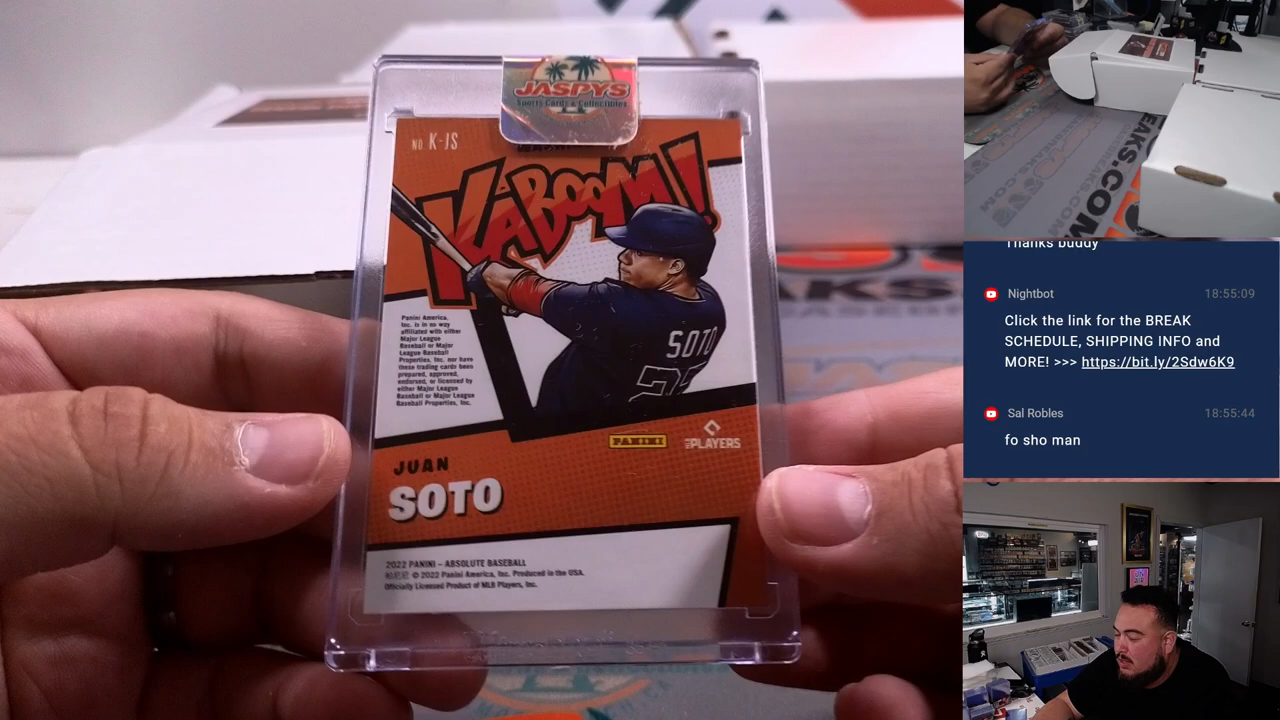 JASPYS
Sports Cards & Collectibles
NO. K-JS
KABOOM!
SOTO
Panini America,
Inc. is in no way
affiliated with either
Major League
Baseball or Major
League Baseball
Properties, Inc. nor have
these trading cards been
prepared, approved,
endorsed, or licensed by
either Major League
Baseball or Major League
Baseball Properties, Inc.
PANINI
PLAYERS
JUAN
SOTO
2022 PANINI – ABSOLUTE BASEBALL
© 2022 Panini America, Inc. Produced in the USA.
Officially Licensed Product of MLB Players, Inc.
BREAKS.COM
Thanks buddy
Nightbot 18:55:09
Click the link for the BREAK
SCHEDULE, SHIPPING INFO and
MORE! >>> https://bit.ly/2Sdw6K9
Sal Robles 18:55:44
fo sho man